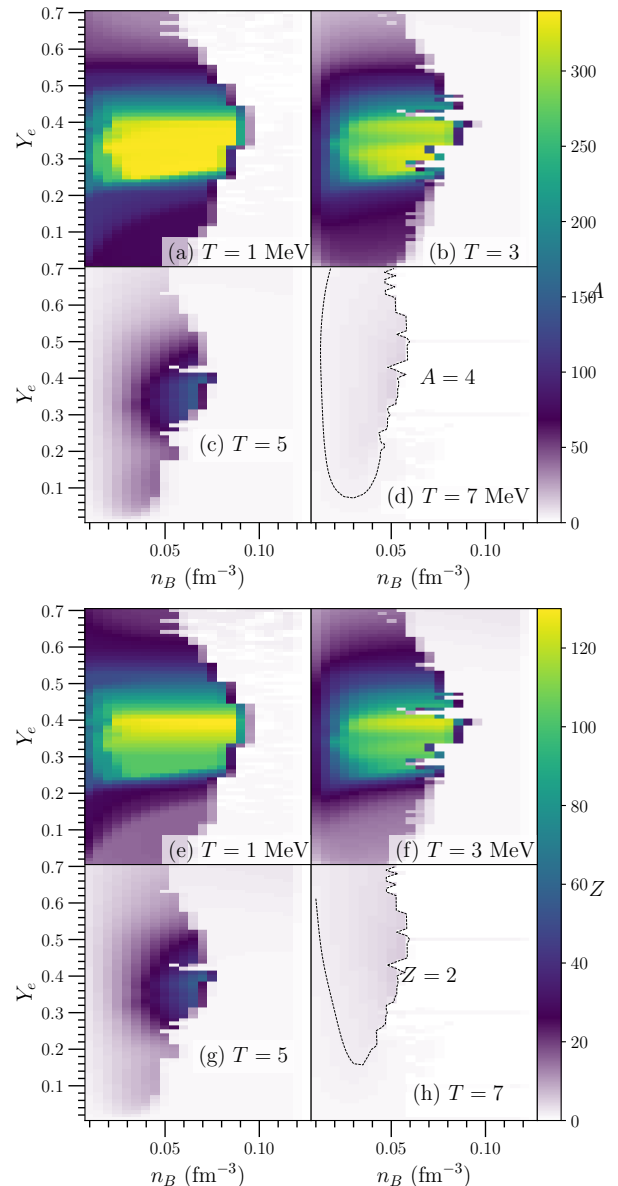 0.7
0.6
0.5
0.4
0.3
0.2
0.1
Y_e
(a) T = 1 MeV
(b) T = 3
350
300
250
200
150
100
50
0
A
0.7
0.6
0.5
0.4
0.3
0.2
0.1
Y_e
(c) T = 5
A = 4
(d) T = 7 MeV
0.05 0.10
0.05 0.10
n_B (fm⁻³)
n_B (fm⁻³)
0.7
0.6
0.5
0.4
0.3
0.2
0.1
Y_e
(e) T = 1 MeV
(f) T = 3 MeV
120
100
80
60
40
20
0
Z
0.7
0.6
0.5
0.4
0.3
0.2
0.1
Y_e
(g) T = 5
Z = 2
(h) T = 7
0.05 0.10
0.05 0.10
n_B (fm⁻³)
n_B (fm⁻³)